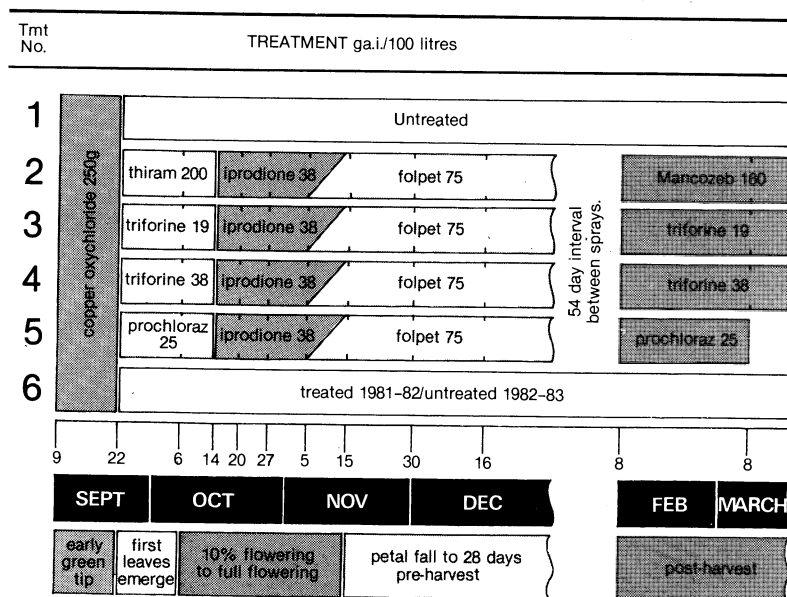 Tmt
No.
TREATMENT ga.i./100 litres
copper oxychloride 250g
1
Untreated
2
thiram 200
iprodione 38
folpet 75
Mancozeb 160
3
triforine 19
iprodione 38
folpet 75
triforine 19
4
triforine 38
iprodione 38
folpet 75
triforine 38
5
prochloraz
25
iprodione 38
folpet 75
prochloraz 25
54 day interval
between sprays.
6
treated 1981-82/untreated 1982-83
9 22 6 14 20 27 5 15 30 16 8 8
SEPT OCT NOV DEC FEB MARCH
early
green
tip
first
leaves
emerge
10% flowering
to full flowering
petal fall to 28 days
pre-harvest
post-harvest